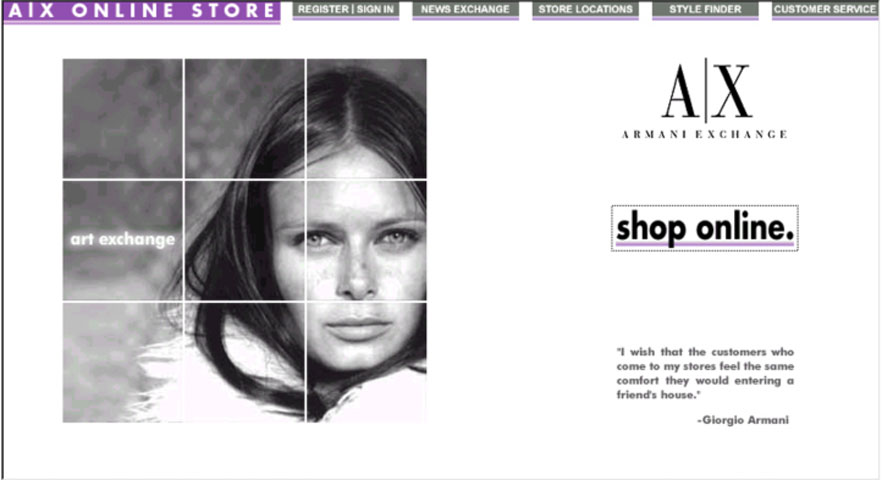 A|X ONLINE STORE
REGISTER | SIGN IN
NEWS EXCHANGE
STORE LOCATIONS
STYLE FINDER
CUSTOMER SERVICE
A|X
ARMANI EXCHANGE
art exchange
shop online.
"I wish that the customers who
come to my stores feel the same
comfort they would entering a
friend's house."
-Giorgio Armani